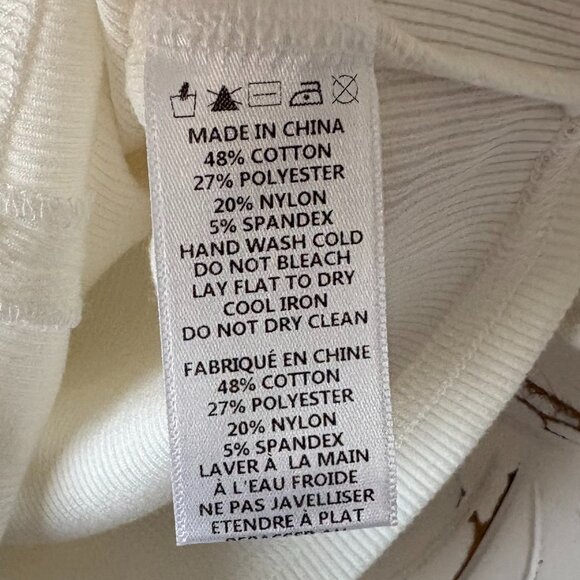 MADE IN CHINA
48% COTTON
27% POLYESTER
20% NYLON
5% SPANDEX
HAND WASH COLD
DO NOT BLEACH
LAY FLAT TO DRY
COOL IRON
DO NOT DRY CLEAN
FABRIQUÉ EN CHINE
48% COTTON
27% POLYESTER
20% NYLON
5% SPANDEX
LAVER À LA MAIN
À L'EAU FROIDE
NE PAS JAVELLISER
ETENDRE À PLAT